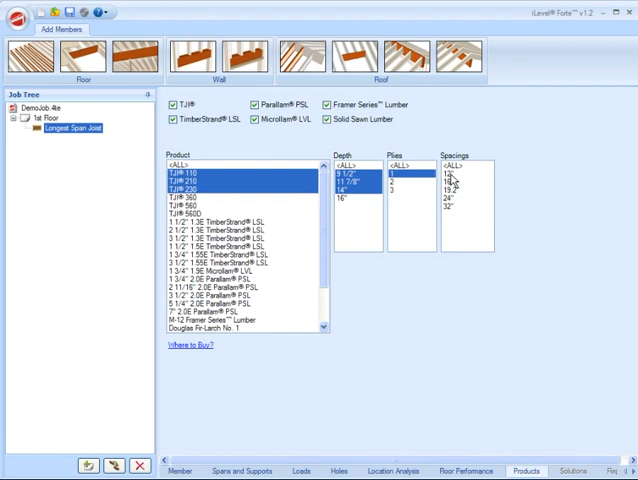 iLevel® Forte™ v1.2
Add Members
Floor
Wall
Roof
Job Tree
DemoJob.4te
1st Floor
Longest Span Joist
TJI® Parallam® PSL Framer Series™ Lumber
TimberStrand® LSL Microllam® LVL Solid Sawn Lumber
Product Depth Plies Spacings
<ALL> <ALL> <ALL>
TJI® 110 9 1/2" 1 12"
TJI® 210 11 7/8" 2
TJI® 230 14" 3 19.2"
TJI® 360 16" 24"
TJI® 560 32"
TJI® 560D
1 1/2" 1.3E TimberStrand® LSL
2 1/2" 1.3E TimberStrand® LSL
3 1/2" 1.3E TimberStrand® LSL
1 1/2" 1.5E TimberStrand® LSL
1 3/4" 1.55E TimberStrand® LSL
3 1/2" 1.55E TimberStrand® LSL
1 3/4" 1.9E Microllam® LVL
1 3/4" 2.0E Parallam® PSL
2 11/16" 2.0E Parallam® PSL
3 1/2" 2.0E Parallam® PSL
5 1/4" 2.0E Parallam® PSL
7" 2.0E Parallam® PSL
M-12 Framer Series™ Lumber
Douglas Fir-Larch No. 1
Where to Buy?
Member Spans and Supports Loads Holes Location Analysis Floor Performance Products Solutions